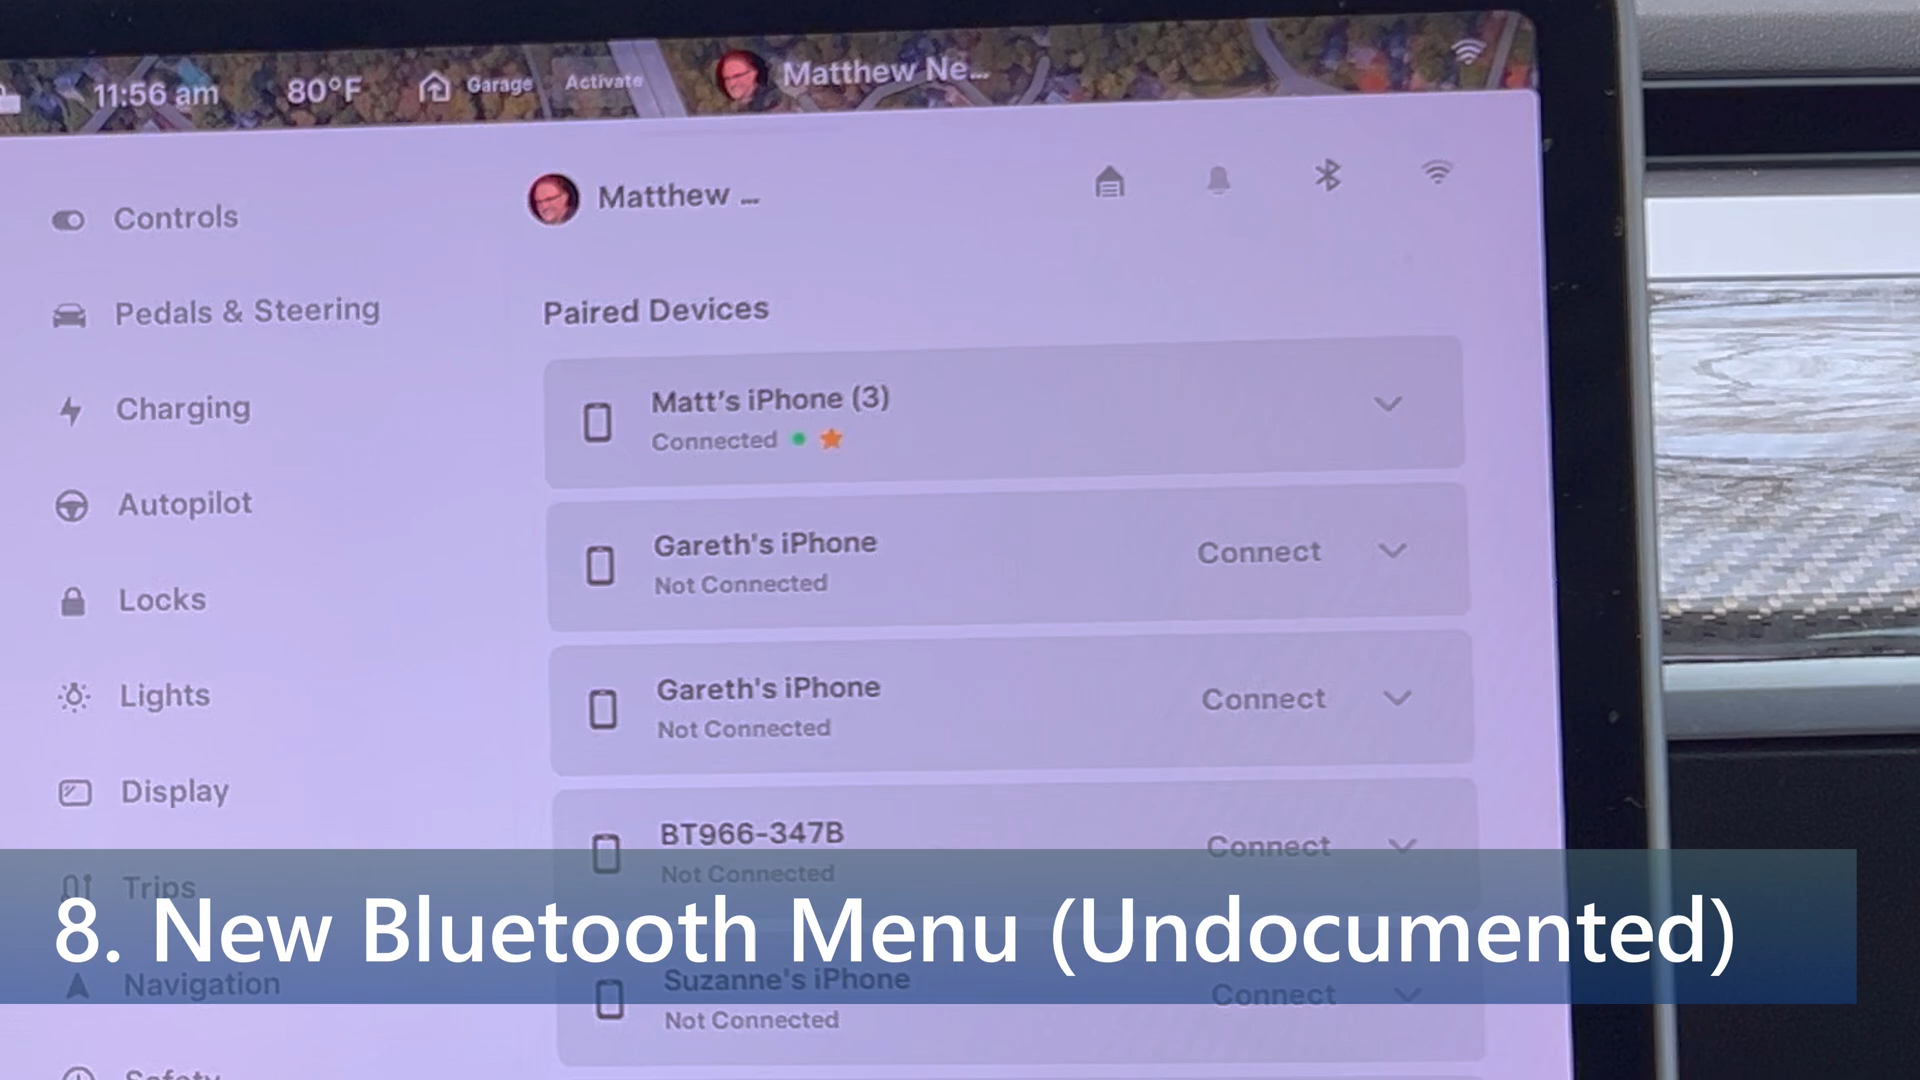 11:56 am 80°F Garage Activate Matthew Ne...
Matthew ...
Controls
Pedals & Steering
Charging
Autopilot
Locks
Lights
Display
Trips
Navigation
Safety
Paired Devices
Matt's iPhone (3)
Connected
Gareth's iPhone
Not Connected
Connect
Gareth's iPhone
Not Connected
Connect
BT966-347B
Not Connected
Connect
Suzanne's iPhone
Not Connected
Connect
8. New Bluetooth Menu (Undocumented)